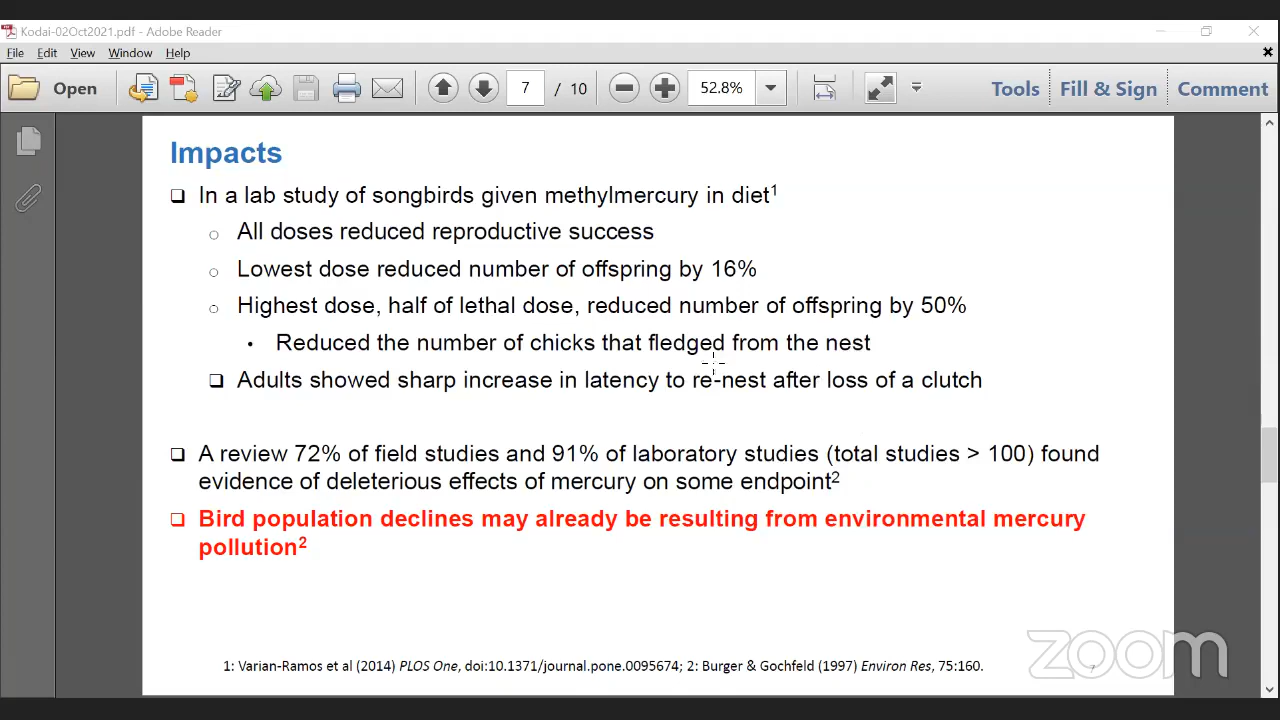 Kodai-02Oct2021.pdf - Adobe Reader
File Edit View Window Help
Open 7 / 10 52.8% Tools Fill & Sign Comment
Impacts
In a lab study of songbirds given methylmercury in diet1
All doses reduced reproductive success
Lowest dose reduced number of offspring by 16%
Highest dose, half of lethal dose, reduced number of offspring by 50%
Reduced the number of chicks that fledged from the nest
Adults showed sharp increase in latency to re-nest after loss of a clutch
A review 72% of field studies and 91% of laboratory studies (total studies > 100) found
evidence of deleterious effects of mercury on some endpoint2
Bird population declines may already be resulting from environmental mercury
pollution2
1: Varian-Ramos et al (2014) PLOS One, doi:10.1371/journal.pone.0095674; 2: Burger & Gochfeld (1997) Environ Res, 75:160.
7
zoom